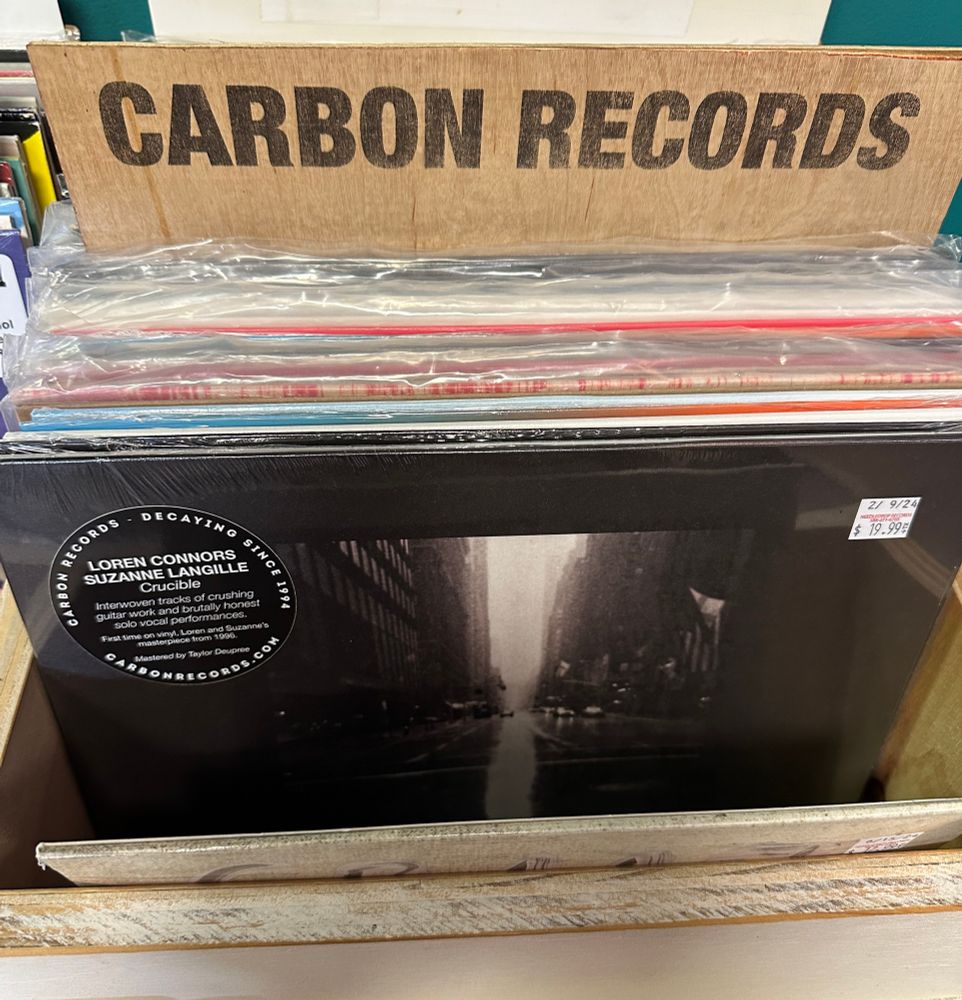 CARBON RECORDS
2/ 9/24
NEEDLEDROP RECORDS
$ 19.99
CARBON RECORDS - DECAYING SINCE 1994
LOREN CONNORS
SUZANNE LANGILLE
Crucible
Interwoven tracks of crushing
guitar work and brutally honest
solo vocal performances.
First time on vinyl, Loren and Suzanne's
masterpiece from 1996.
Mastered by Taylor Deupree
CARBONRECORDS.COM